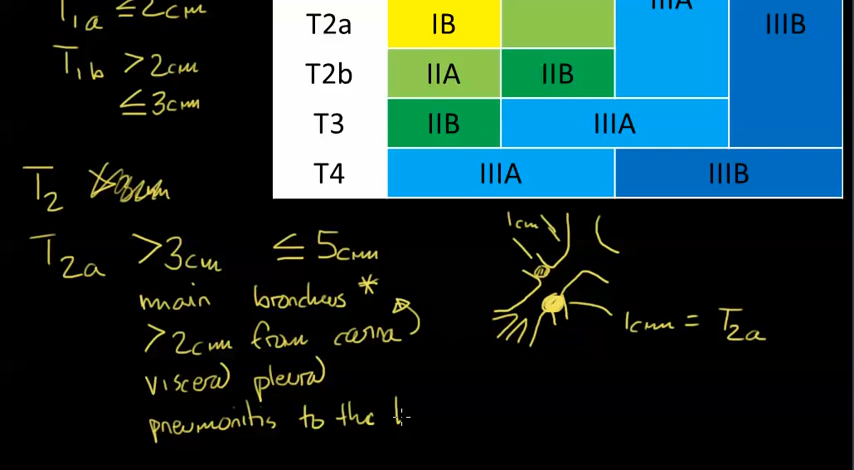 T1a ≤2cm
T1b >2cm
≤3cm
T2
T2a >3cm ≤5cm
main bronchus *
>2cm from carina
visceral pleura
pneumonitis to the
IIIA
T2a IB IIIB
T2b IIA IIB
T3 IIB IIIA
T4 IIIA IIIB
1cm
1cm = T2a